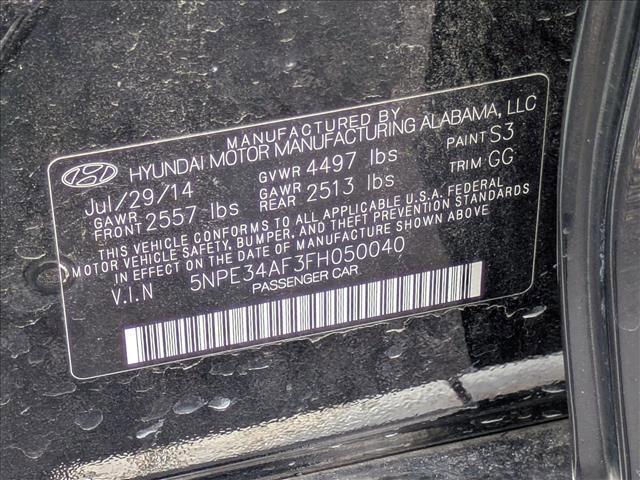 MANUFACTURED BY
HYUNDAI MOTOR MANUFACTURING ALABAMA, LLC
Jul/29/14 GVWR 4497 lbs PAINT S3
GAWR FRONT 2557 lbs GAWR REAR 2513 lbs TRIM GG
THIS VEHICLE CONFORMS TO ALL APPLICABLE U.S.A. FEDERAL
MOTOR VEHICLE SAFETY, BUMPER, AND THEFT PREVENTION STANDARDS
IN EFFECT ON THE DATE OF MANUFACTURE SHOWN ABOVE
V.I.N 5NPE34AF3FH050040
PASSENGER CAR